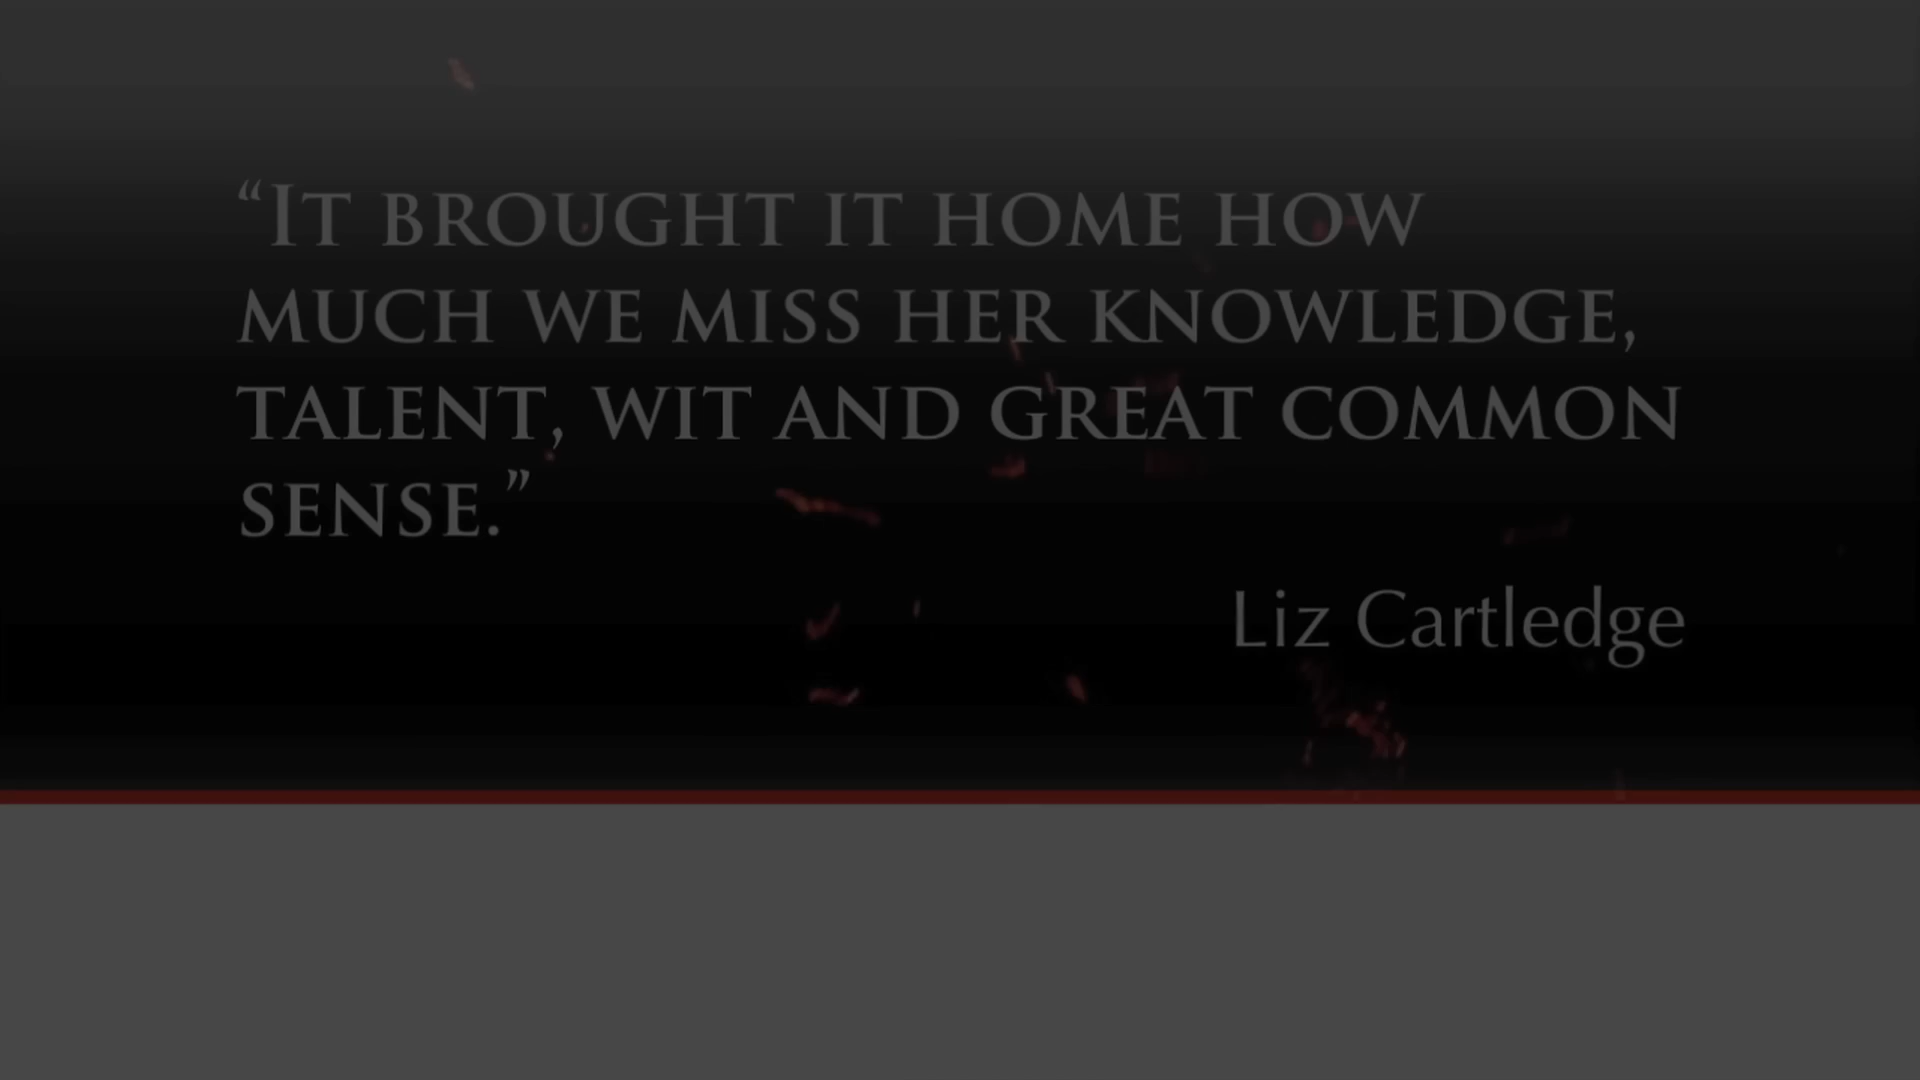 “It brought it home how
much we miss her knowledge,
talent, wit and great common
sense.”
Liz Cartledge